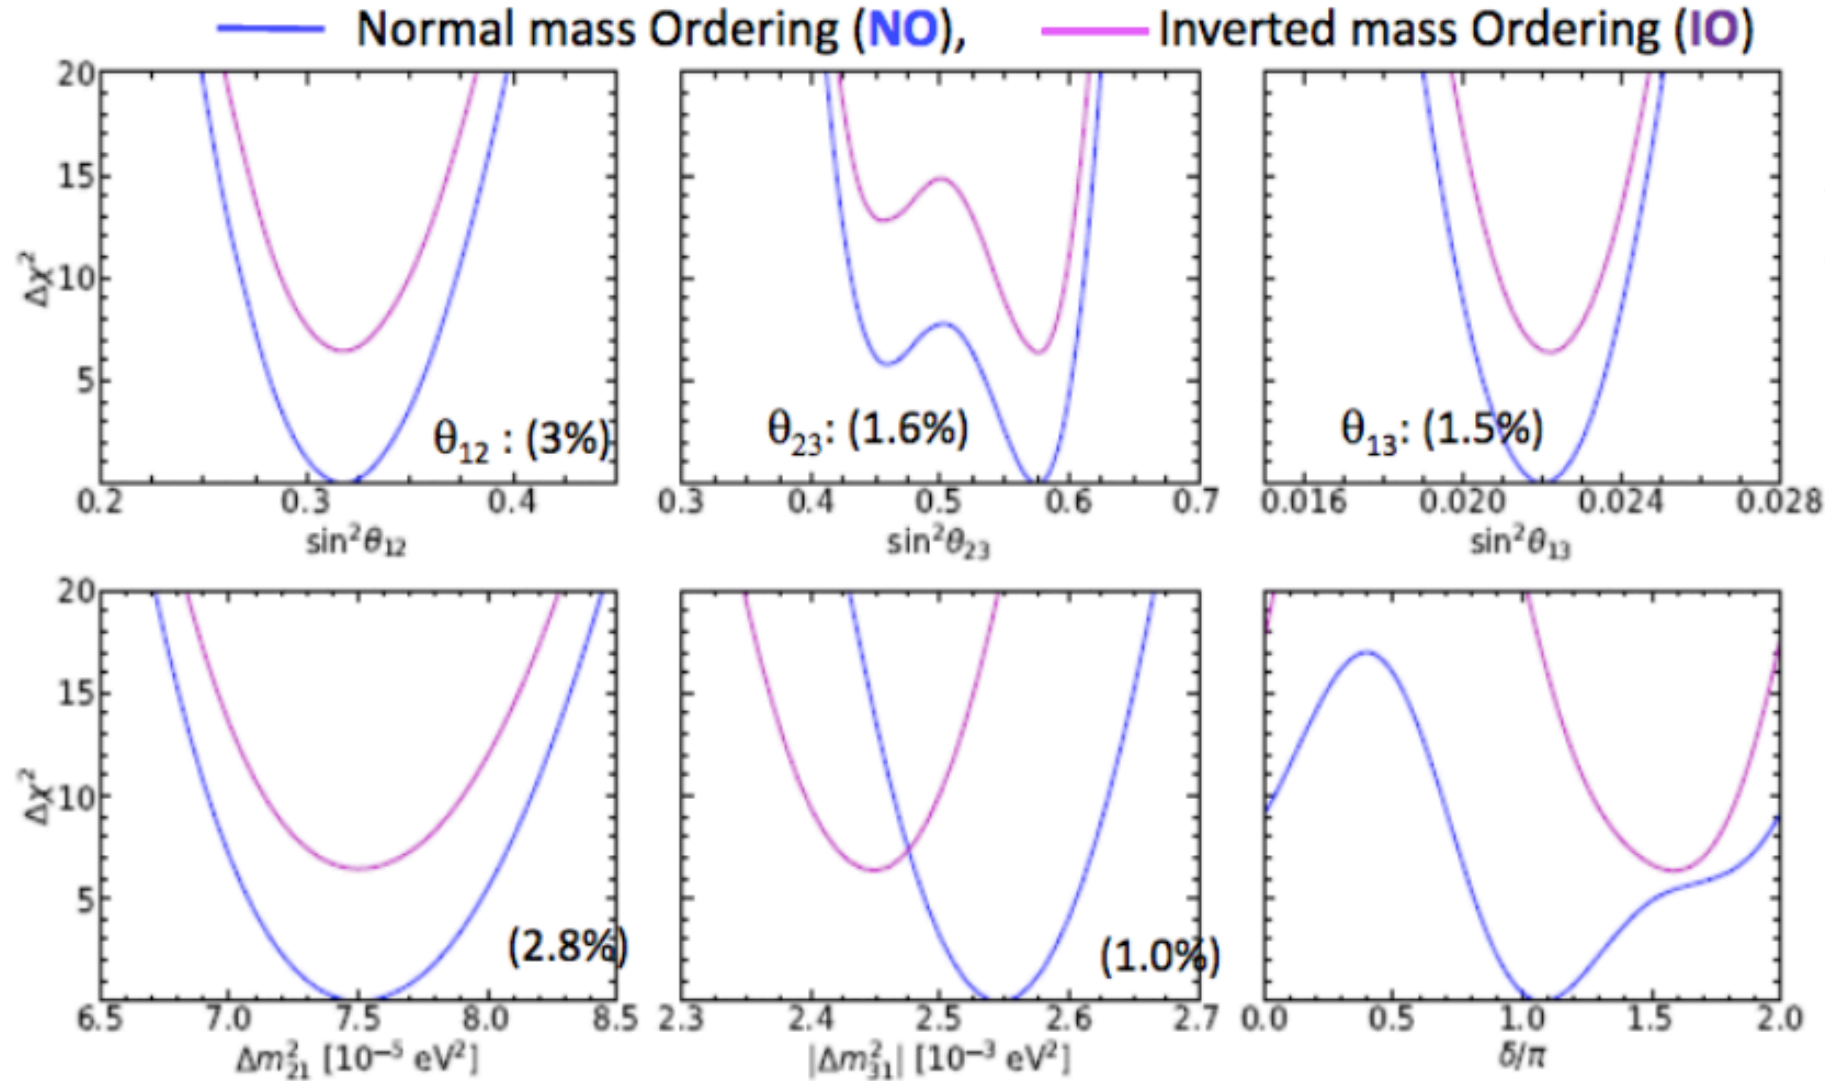 Normal mass Ordering (NO), Inverted mass Ordering (IO)
20
15
10
5
Δχ²
θ₁₂ : (3%)
0.2 0.3 0.4
sin²θ₁₂
θ₂₃: (1.6%)
0.3 0.4 0.5 0.6 0.7
sin²θ₂₃
θ₁₃: (1.5%)
0.016 0.020 0.024 0.028
sin²θ₁₃
20
15
10
5
Δχ²
(2.8%)
6.5 7.0 7.5 8.0 8.5
Δm²₂₁ [10⁻⁵ eV²]
(1.0%)
2.3 2.4 2.5 2.6 2.7
|Δm²₃₁| [10⁻³ eV²]
0.0 0.5 1.0 1.5 2.0
δ/π